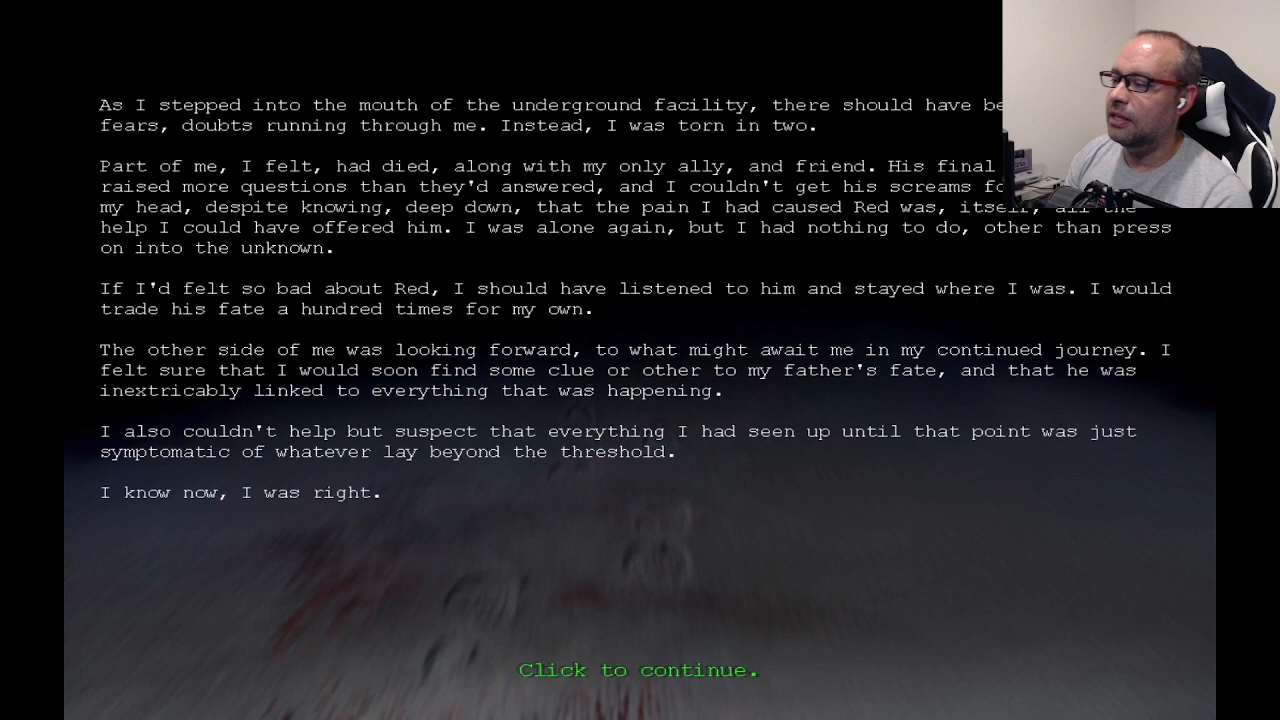 As I stepped into the mouth of the underground facility, there should have be
fears, doubts running through me. Instead, I was torn in two.
Part of me, I felt, had died, along with my only ally, and friend. His final
raised more questions than they'd answered, and I couldn't get his screams
my head, despite knowing, deep down, that the pain I had caused Red was, itself, all the
help I could have offered him. I was alone again, but I had nothing to do, other than press
on into the unknown.
If I'd felt so bad about Red, I should have listened to him and stayed where I was. I would
trade his fate a hundred times for my own.
The other side of me was looking forward, to what might await me in my continued journey. I
felt sure that I would soon find some clue or other to my father's fate, and that he was
inextricably linked to everything that was happening.
I also couldn't help but suspect that everything I had seen up until that point was just
symptomatic of whatever lay beyond the threshold.
I know now, I was right.
Click to continue.